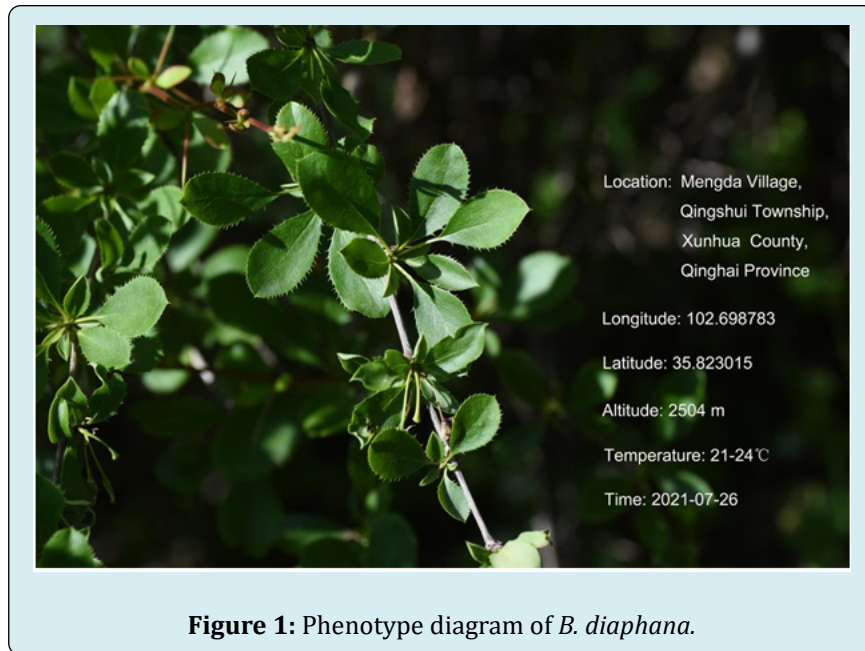 Location: Mengda Village,
Qingshui Township,
Xunhua County,
Qinghai Province
Longitude: 102.698783
Latitude: 35.823015
Altitude: 2504 m
Temperature: 21-24℃
Time: 2021-07-26
Figure 1: Phenotype diagram of B. diaphana.